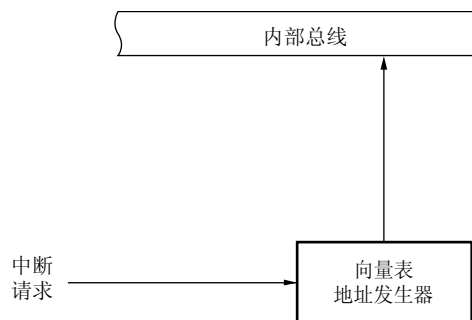 内部总线
中断
请求
向量表
地址发生器